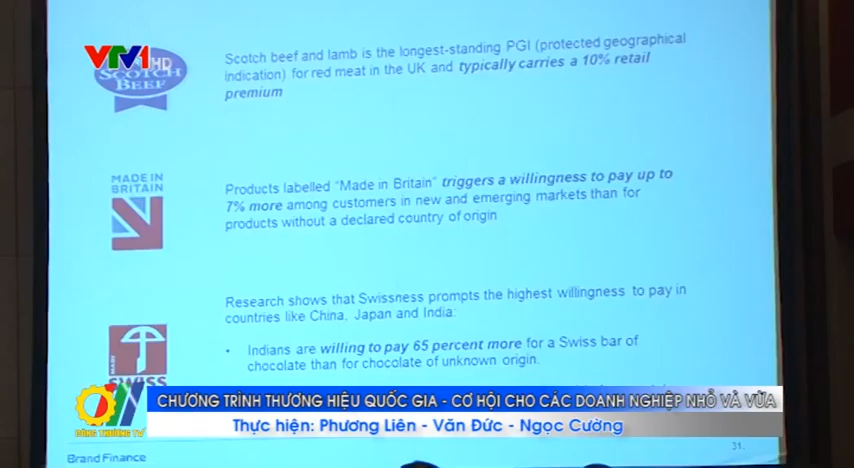 VTV1
HD
SCOTCH
BEEF
Scotch beef and lamb is the longest-standing PGI (protected geographical
indication) for red meat in the UK and typically carries a 10% retail
premium
MADE IN
BRITAIN
Products labelled "Made in Britain" triggers a willingness to pay up to
7% more among customers in new and emerging markets than for
products without a declared country of origin
Research shows that Swissness prompts the highest willingness to pay in
countries like China, Japan and India:
MADE
SWISS
• Indians are willing to pay 65 percent more for a Swiss bar of
chocolate than for chocolate of unknown origin.
CHƯƠNG TRÌNH THƯƠNG HIỆU QUỐC GIA - CƠ HỘI CHO CÁC DOANH NGHIỆP NHỎ VÀ VỪA
Thực hiện: Phương Liên - Văn Đức - Ngọc Cường
CÔNG THƯƠNG TV
Brand Finance
31.